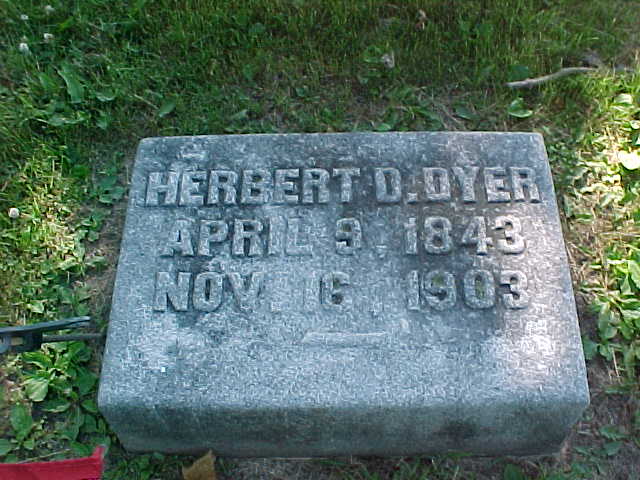 HERBERT D. DYER
APRIL 9, 1843
NOV. 16, 1903